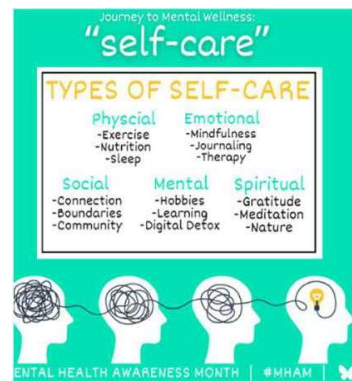 Journey to Mental Wellness:
"self-care"
TYPES OF SELF-CARE
Physcial
-Exercise
-Nutrition
-Sleep
Emotional
-Mindfulness
-Journaling
-Therapy
Social
-Connection
-Boundaries
-Community
Mental
-Hobbies
-Learning
-Digital Detox
Spiritual
-Gratitude
-Meditation
-Nature
ENTAL HEALTH AWARENESS MONTH | #MHAM |